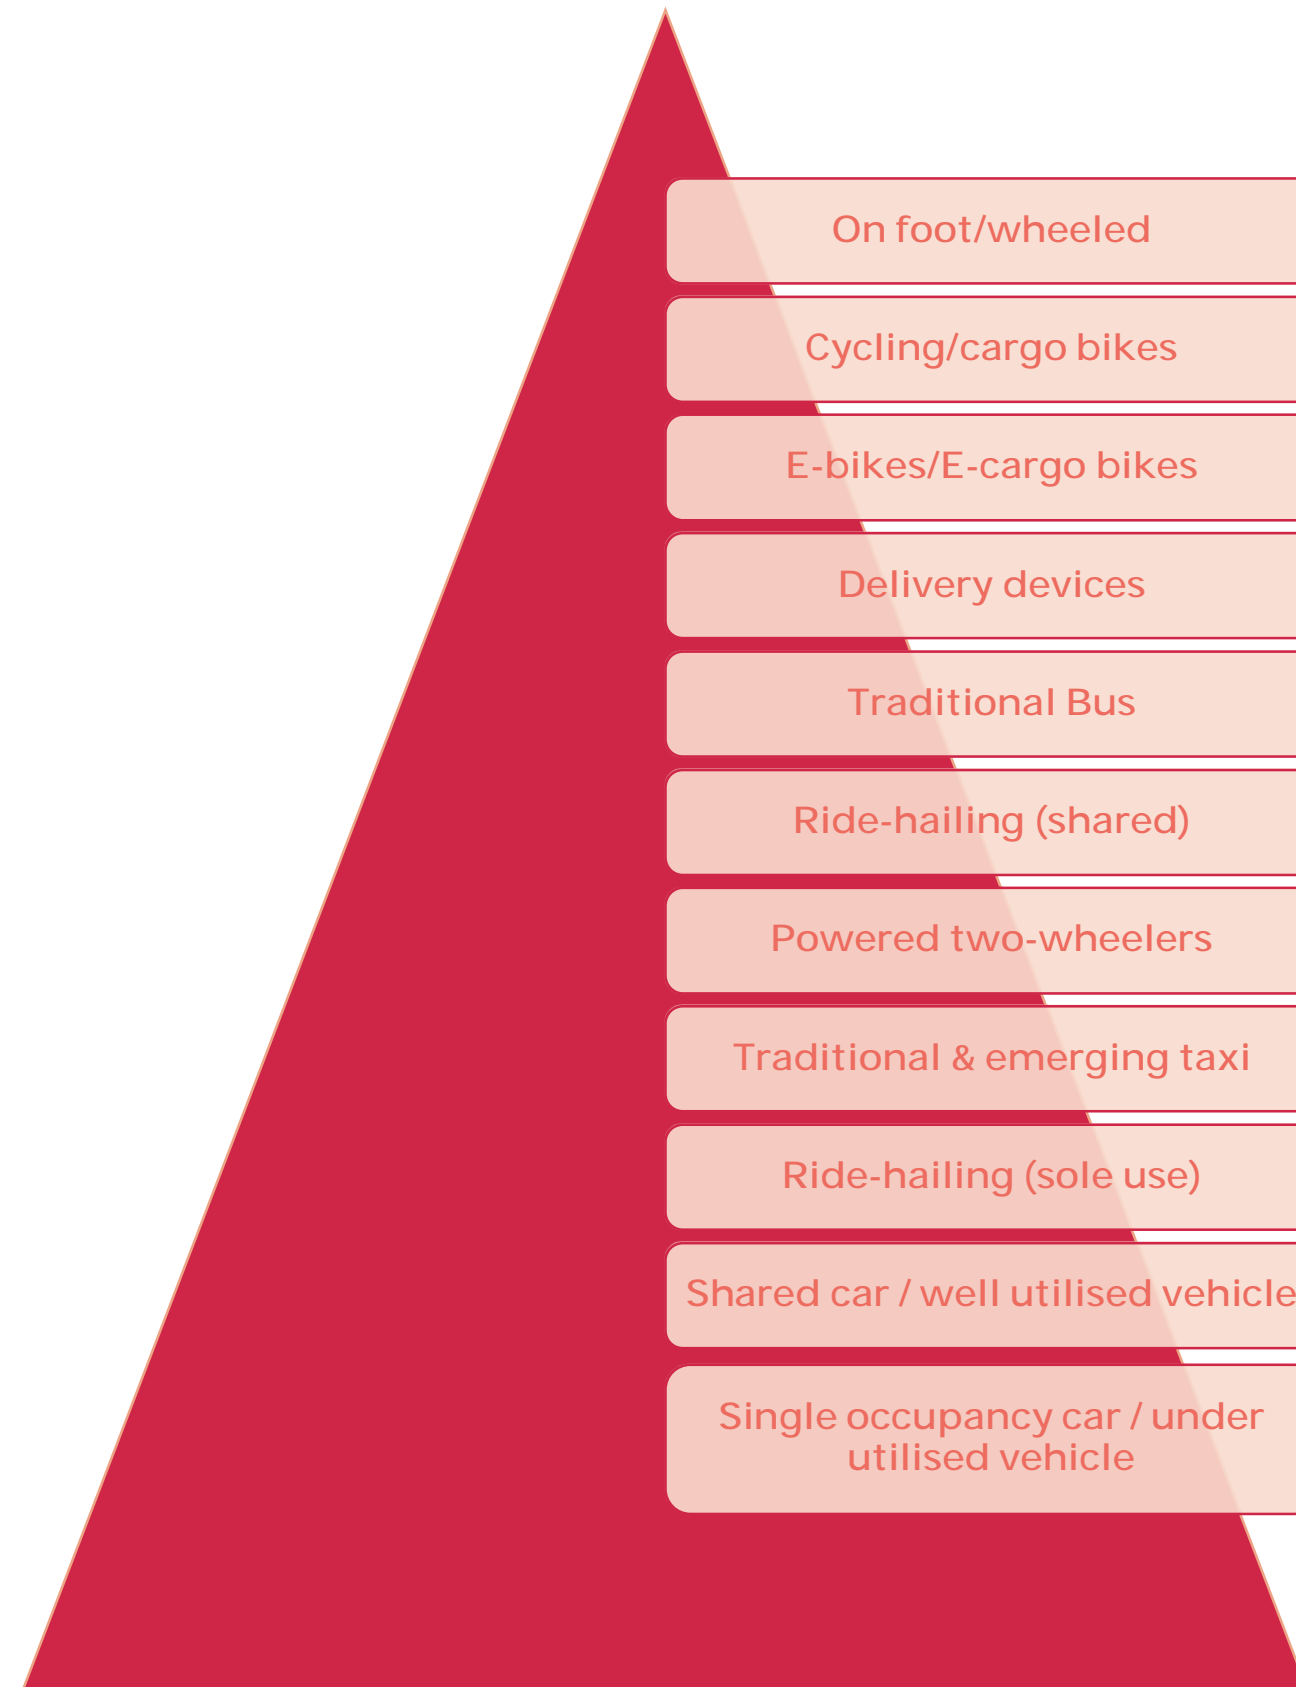 On foot/wheeled
Cycling/cargo bikes
E-bikes/E-cargo bikes
Delivery devices
Traditional Bus
Ride-hailing (shared)
Powered two-wheelers
Traditional & emerging taxi
Ride-hailing (sole use)
Shared car / well utilised vehicle
Single occupancy car / under
utilised vehicle